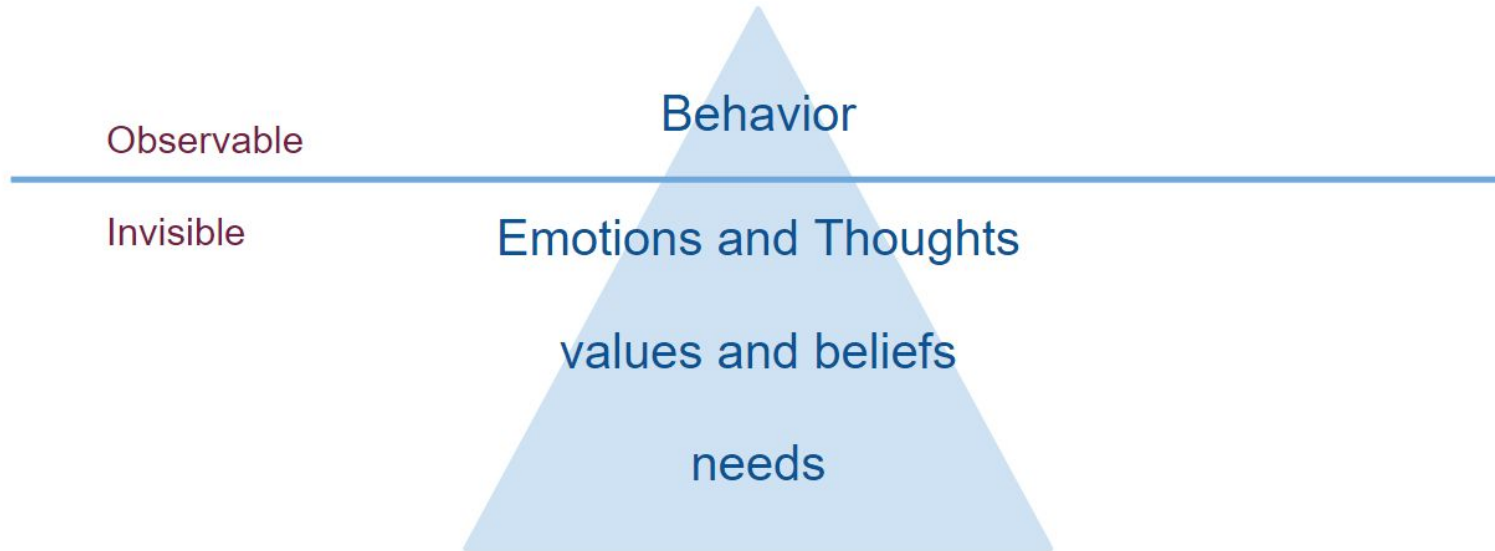 Behavior
Observable
Invisible
Emotions and Thoughts
values and beliefs
needs